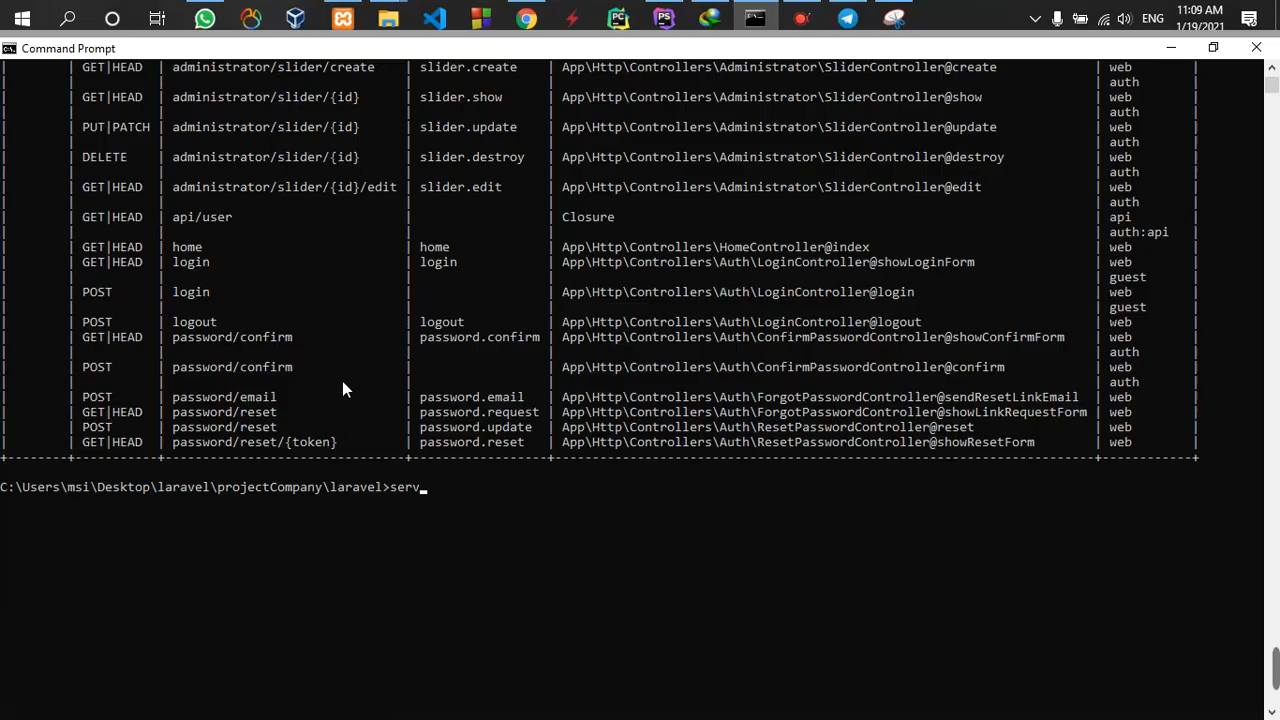 11:09 AM
ENG
1/19/2021
Command Prompt
| | GET|HEAD | administrator/slider/create | slider.create | App\Http\Controllers\Administrator\SliderController@create | web |
| | | | | | auth |
| | GET|HEAD | administrator/slider/{id} | slider.show | App\Http\Controllers\Administrator\SliderController@show | web |
| | | | | | auth |
| | PUT|PATCH | administrator/slider/{id} | slider.update | App\Http\Controllers\Administrator\SliderController@update | web |
| | | | | | auth |
| | DELETE | administrator/slider/{id} | slider.destroy | App\Http\Controllers\Administrator\SliderController@destroy | web |
| | | | | | auth |
| | GET|HEAD | administrator/slider/{id}/edit | slider.edit | App\Http\Controllers\Administrator\SliderController@edit | web |
| | | | | | auth |
| | GET|HEAD | api/user | | Closure | api |
| | | | | | auth:api |
| | GET|HEAD | home | home | App\Http\Controllers\HomeController@index | web |
| | GET|HEAD | login | login | App\Http\Controllers\Auth\LoginController@showLoginForm | web |
| | | | | | guest |
| | POST | login | | App\Http\Controllers\Auth\LoginController@login | web |
| | | | | | guest |
| | POST | logout | logout | App\Http\Controllers\Auth\LoginController@logout | web |
| | GET|HEAD | password/confirm | password.confirm | App\Http\Controllers\Auth\ConfirmPasswordController@showConfirmForm | web |
| | | | | | auth |
| | POST | password/confirm | | App\Http\Controllers\Auth\ConfirmPasswordController@confirm | web |
| | | | | | auth |
| | POST | password/email | password.email | App\Http\Controllers\Auth\ForgotPasswordController@sendResetLinkEmail | web |
| | GET|HEAD | password/reset | password.request | App\Http\Controllers\Auth\ForgotPasswordController@showLinkRequestForm | web |
| | POST | password/reset | password.update | App\Http\Controllers\Auth\ResetPasswordController@reset | web |
| | GET|HEAD | password/reset/{token} | password.reset | App\Http\Controllers\Auth\ResetPasswordController@showResetForm | web |
C:\Users\msi\Desktop\laravel\projectCompany\laravel>serv